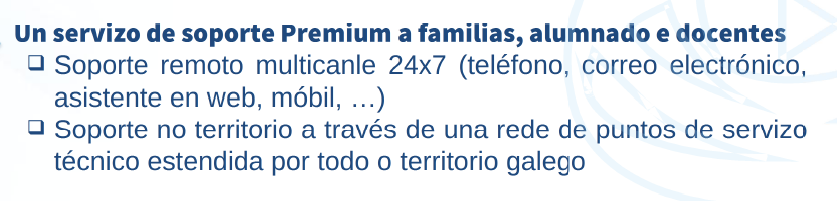 Un servizo de soporte Premium a familias, alumnado e docentes
❑ Soporte remoto multicanle 24x7 (teléfono, correo electrónico,
asistente en web, móbil, …)
❑ Soporte no territorio a través de una rede de puntos de servizo
técnico estendida por todo o territorio galego